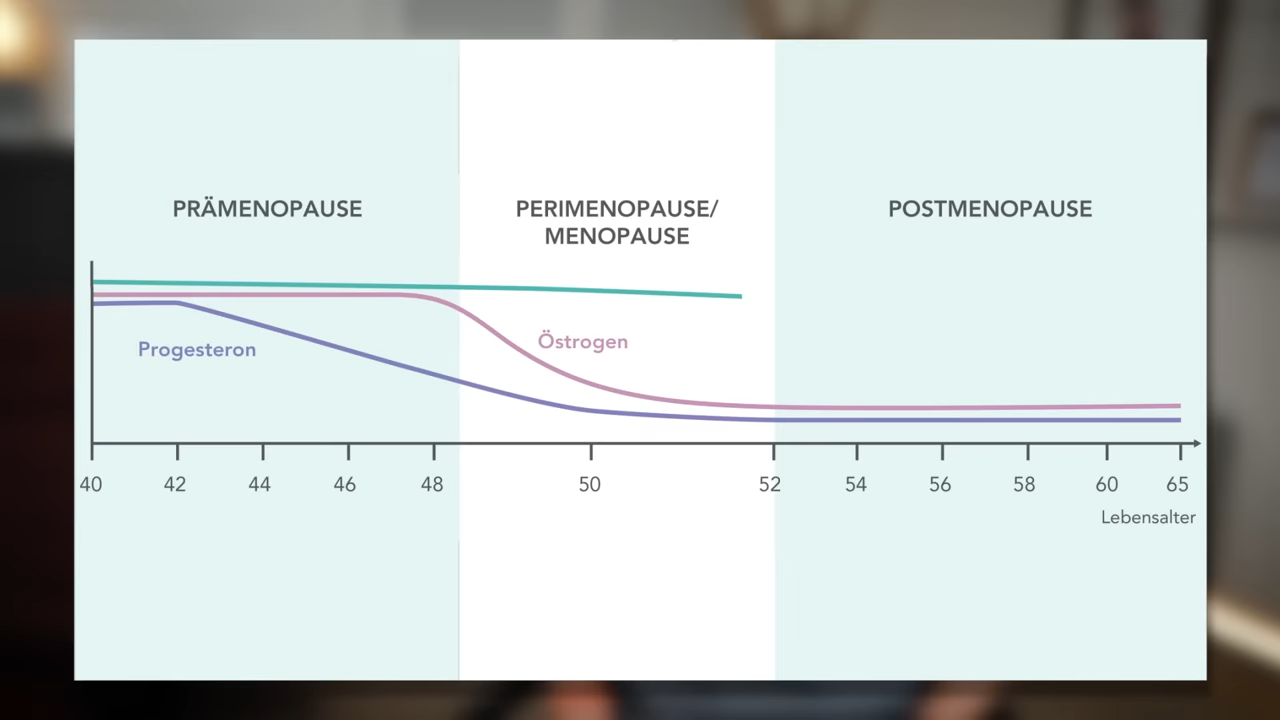 PRÄMENOPAUSE
PERIMENOPAUSE/
MENOPAUSE
POSTMENOPAUSE
Progesteron
Östrogen
40 42 44 46 48 50 52 54 56 58 60 65
Lebensalter